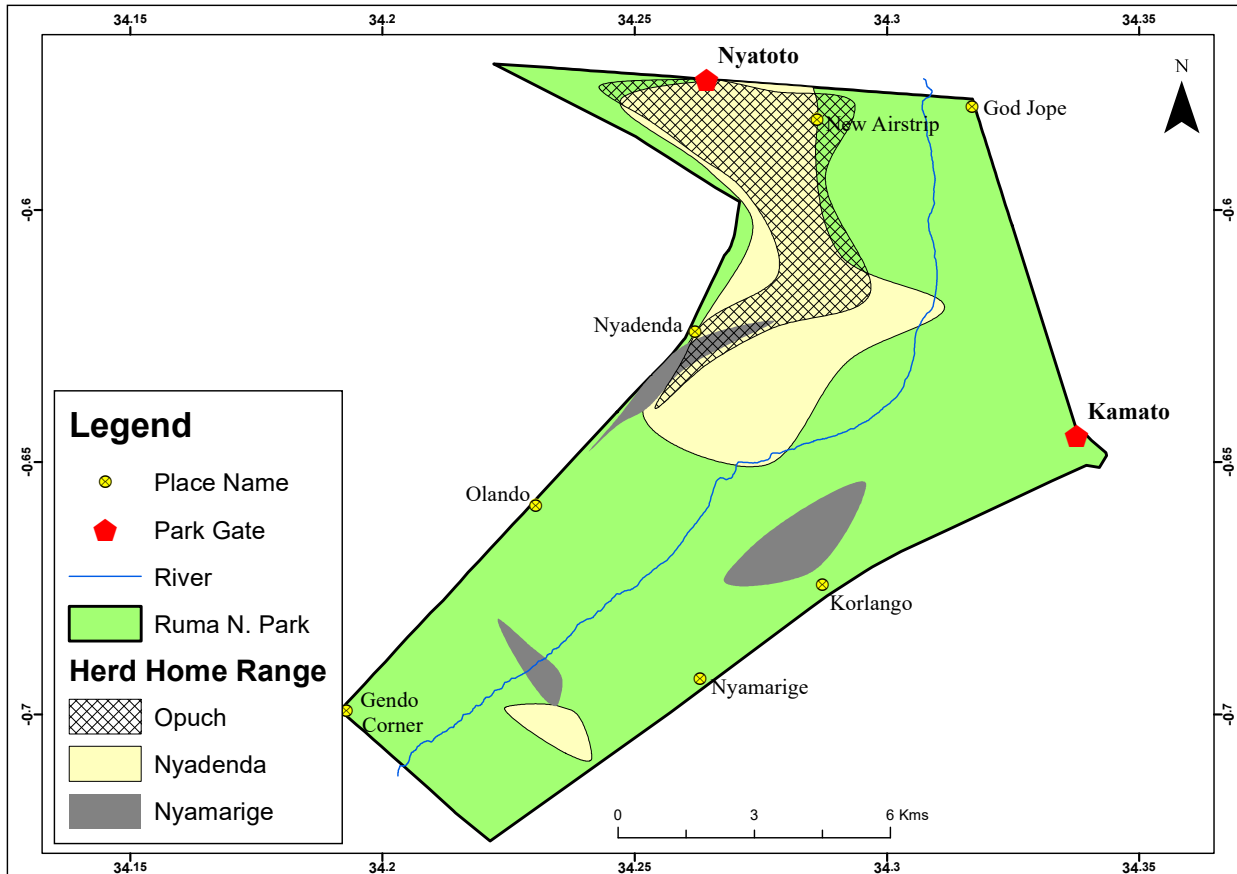 34.15 34.2 34.25 34.3 34.35
Nyatoto
N
God Jope
New Airstrip
-0.6 -0.6
Nyadenda
Kamato
-0.65 -0.65
Olando
Korlango
Nyamarige
Gendo
Corner
-0.7 -0.7
Legend
Place Name
Park Gate
River
Ruma N. Park
Herd Home Range
Opuch
Nyadenda
Nyamarige
0 3 6 Kms
34.15 34.2 34.25 34.3 34.35